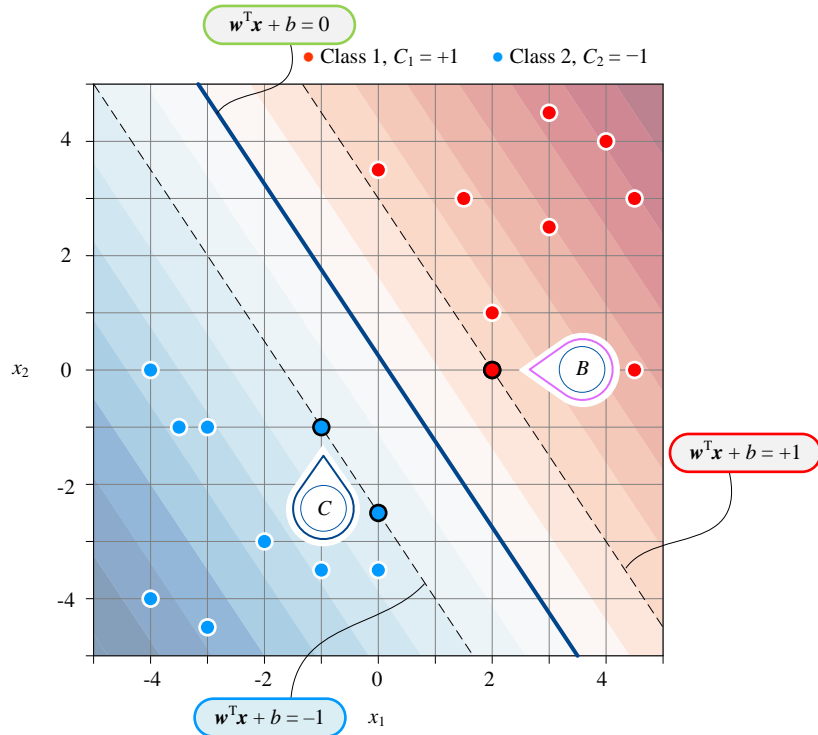 wᵀx + b = 0
Class 1, C₁ = +1
Class 2, C₂ = −1
4
2
0
-2
-4
x₂
B
C
wᵀx + b = +1
-4
-2
0
2
4
wᵀx + b = –1
x₁